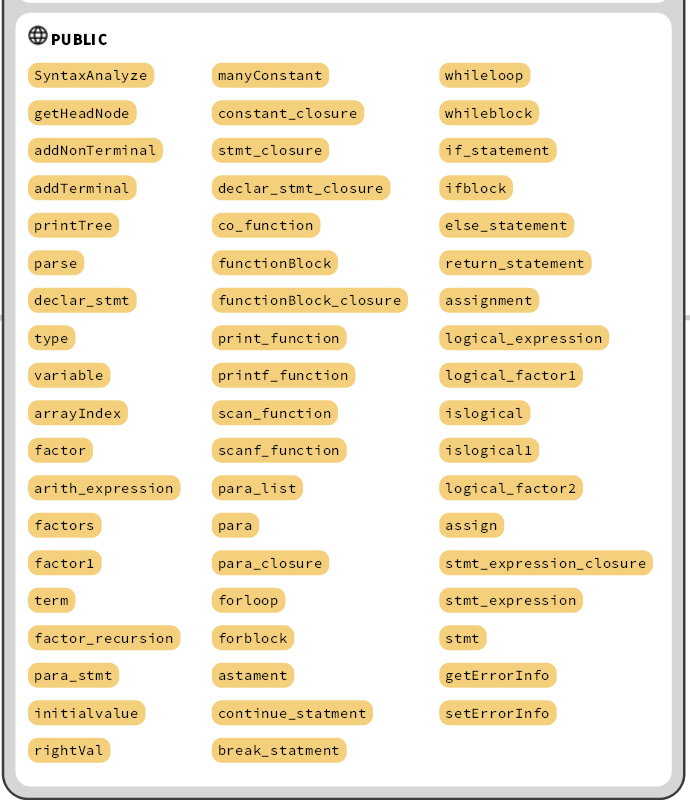 PUBLIC
SyntaxAnalyze
getHeadNode
addNonTerminal
addTerminal
printTree
parse
declar_stmt
type
variable
arrayIndex
factor
arith_expression
factors
factor1
term
factor_recursion
para_stmt
initialvalue
rightVal
manyConstant
constant_closure
stmt_closure
declar_stmt_closure
co_function
functionBlock
functionBlock_closure
print_function
printf_function
scan_function
scanf_function
para_list
para
para_closure
forloop
forblock
astament
continue_statment
break_statment
whileloop
whileblock
if_statement
ifblock
else_statement
return_statement
assignment
logical_expression
logical_factor1
islogical
islogical1
logical_factor2
assign
stmt_expression_closure
stmt_expression
stmt
getErrorInfo
setErrorInfo